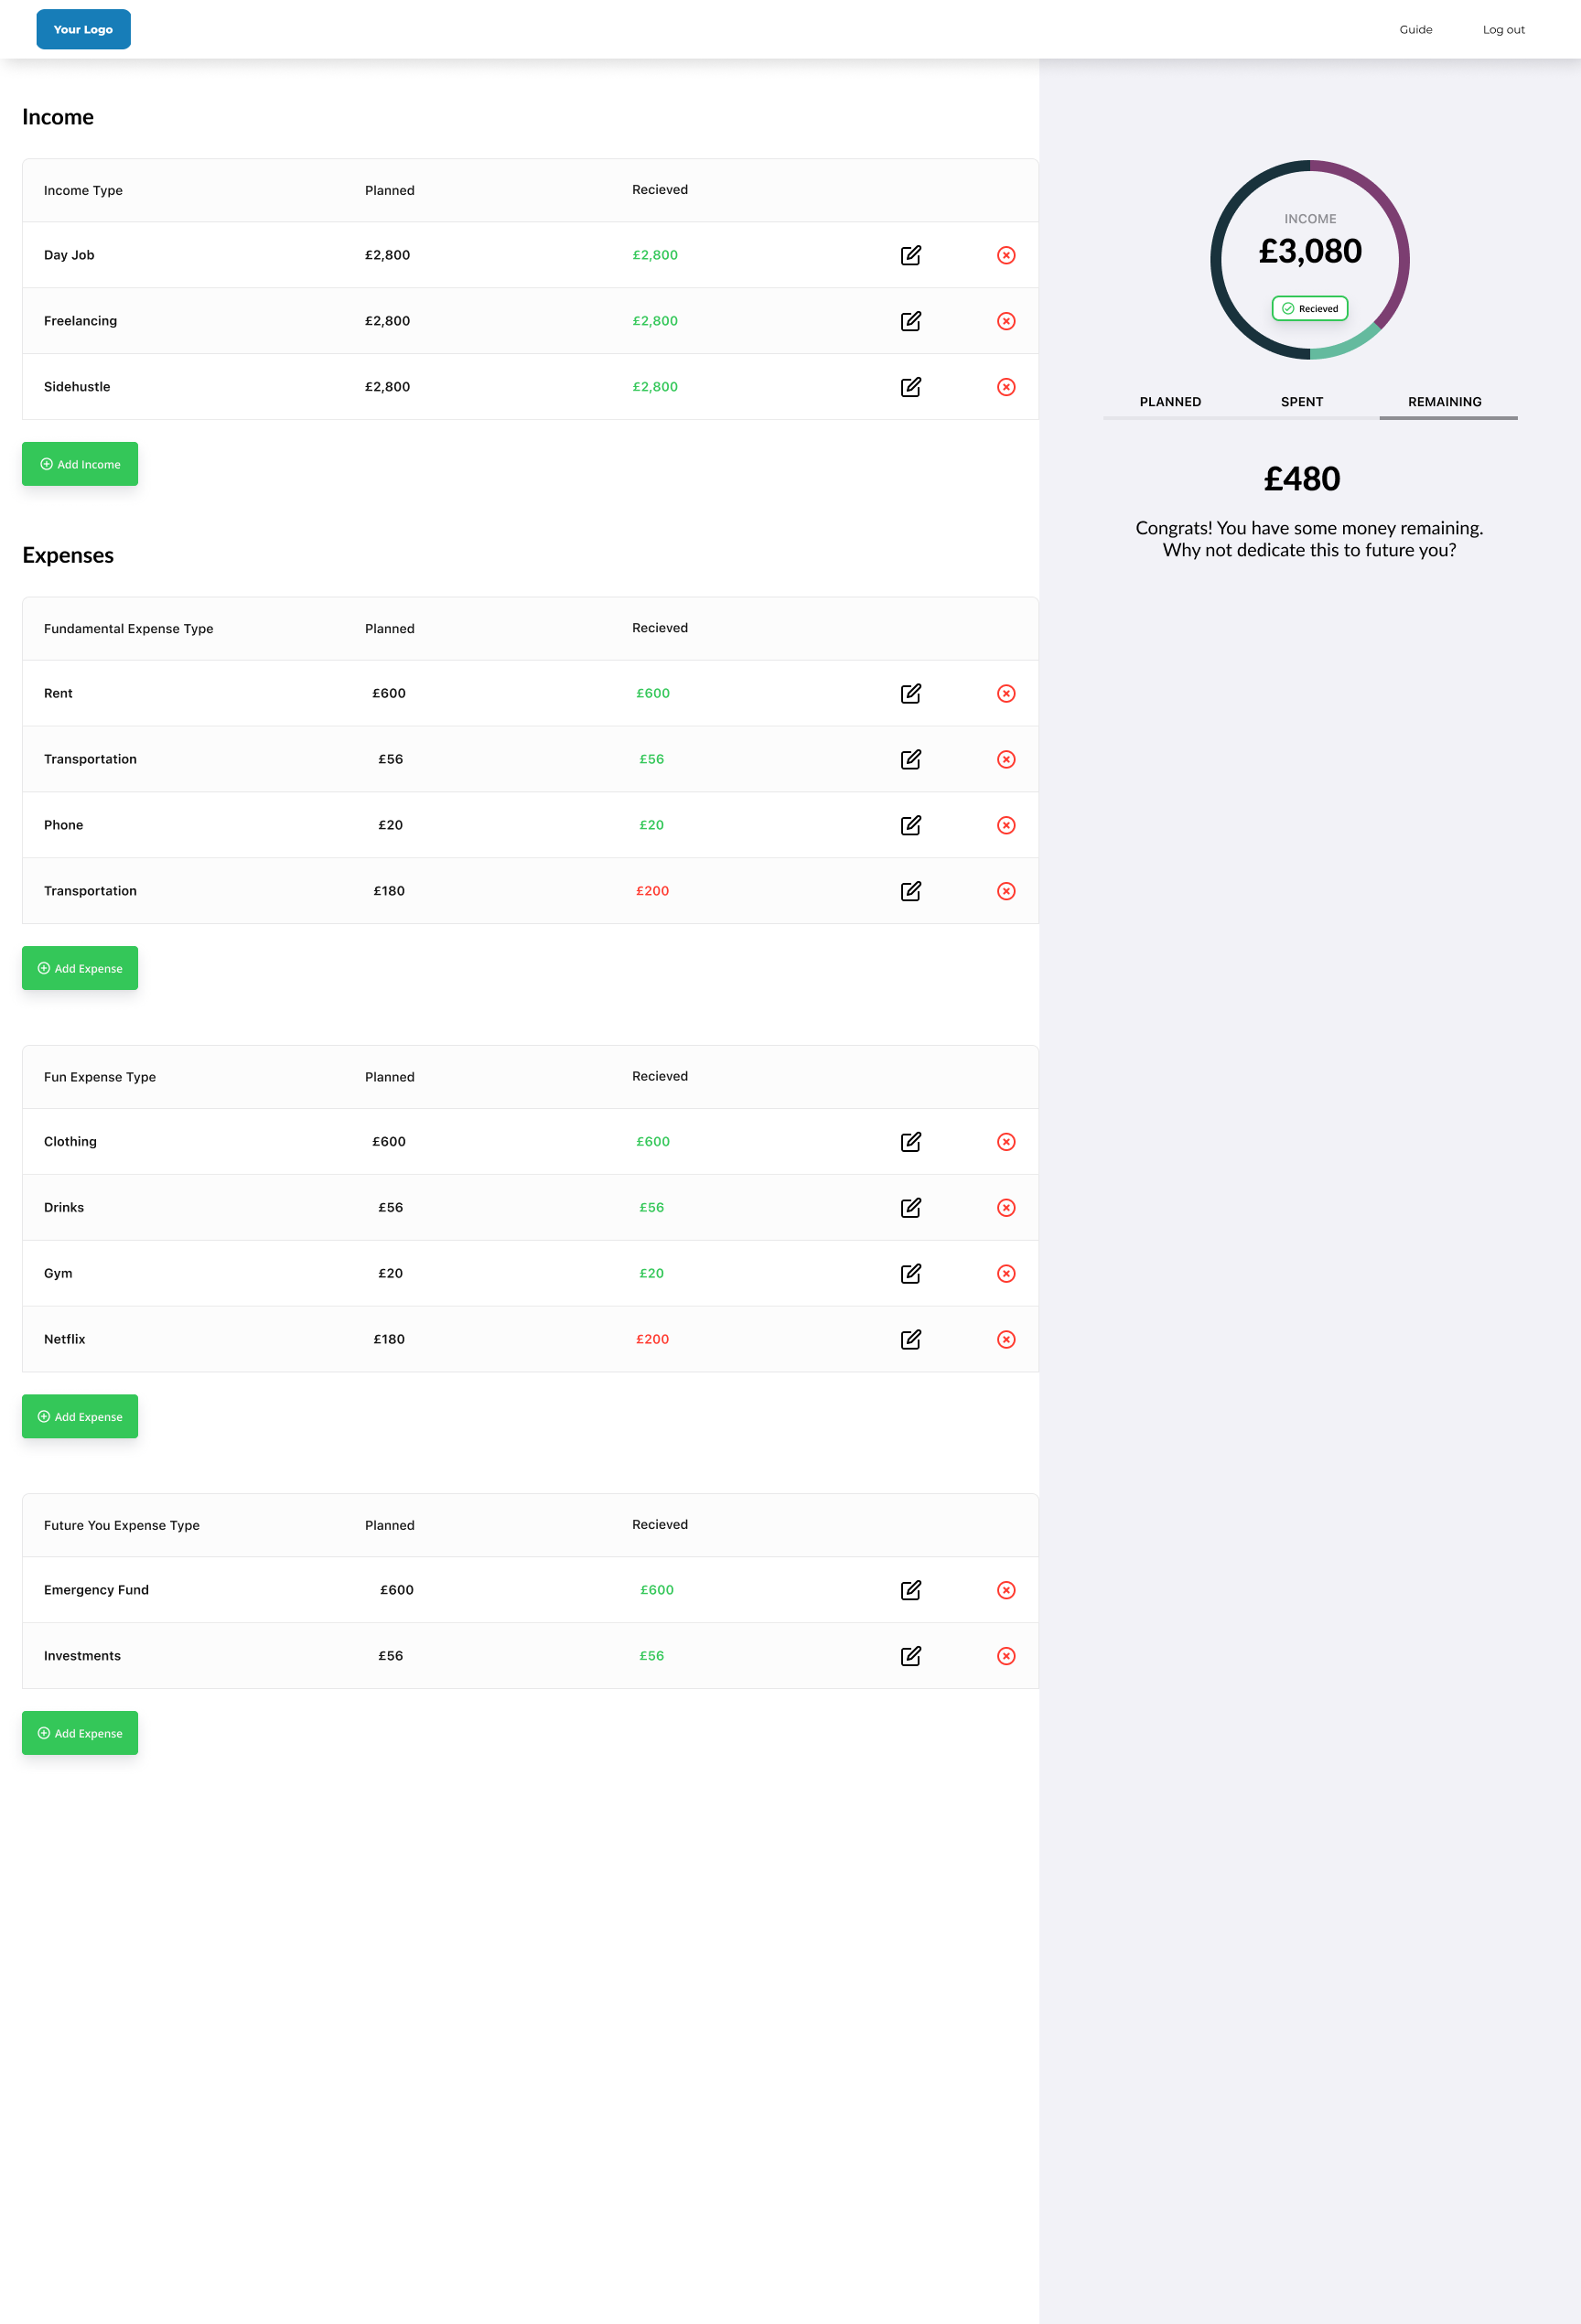 Your Logo
Guide Log out
Income
Income Type Planned Recieved
Day Job £2,800 £2,800
Freelancing £2,800 £2,800
Sidehustle £2,800 £2,800
Add Income
Expenses
Fundamental Expense Type Planned Recieved
Rent £600 £600
Transportation £56 £56
Phone £20 £20
Transportation £180 £200
Add Expense
Fun Expense Type Planned Recieved
Clothing £600 £600
Drinks £56 £56
Gym £20 £20
Netflix £180 £200
Add Expense
Future You Expense Type Planned Recieved
Emergency Fund £600 £600
Investments £56 £56
Add Expense
INCOME
£3,080
Recieved
PLANNED SPENT REMAINING
£480
Congrats! You have some money remaining.
Why not dedicate this to future you?